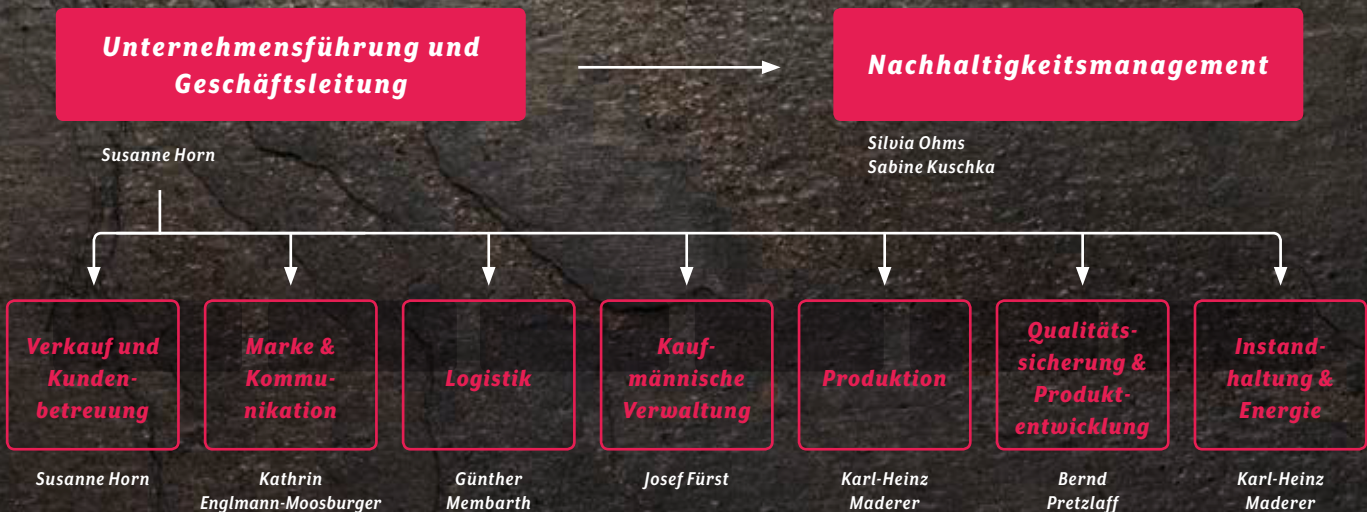 Unternehmensführung und
Geschäftsleitung
Nachhaltigkeitsmanagement
Susanne Horn
Silvia Ohms
Sabine Kuschka
Verkauf und
Kunden-
betreuung
Marke &
Kommu-
nikation
Logistik
Kauf-
männische
Verwaltung
Produktion
Qualitäts-
sicherung &
Produkt-
entwicklung
Instand-
haltung &
Energie
Susanne Horn
Kathrin
Englmann-Moosburger
Günther
Membarth
Josef Fürst
Karl-Heinz
Maderer
Bernd
Pretzlaff
Karl-Heinz
Maderer